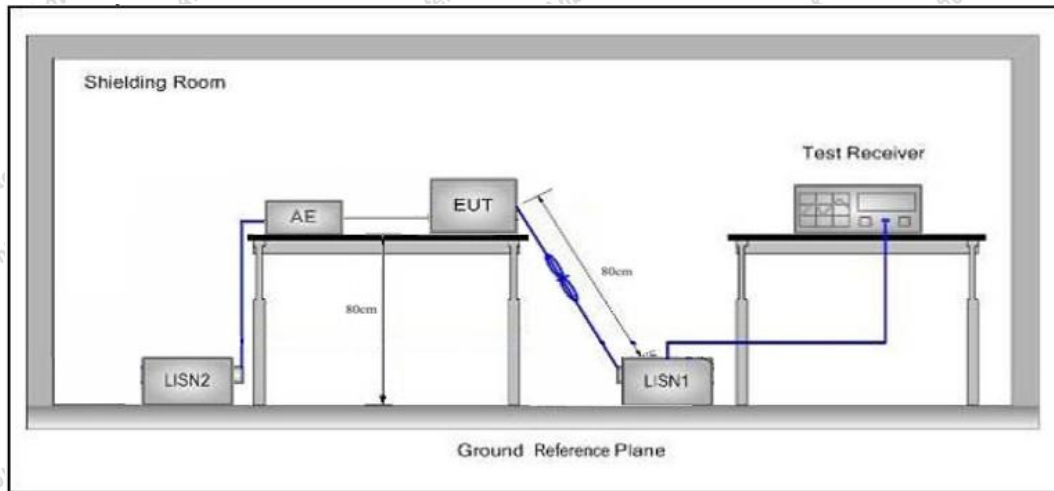 Shielding Room
Test Receiver
AE
EUT
80cm
80cm
LISN2
LISN1
Ground Reference Plane